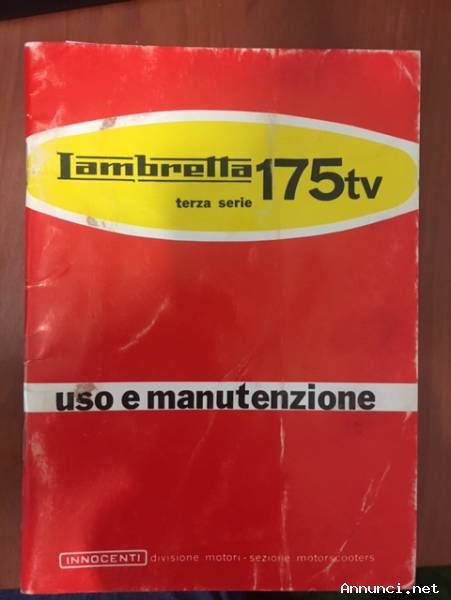 Lambretta 175tv
terza serie
uso e manutenzione
INNOCENTI divisione motori - sezione motorscooters
Annunci.net